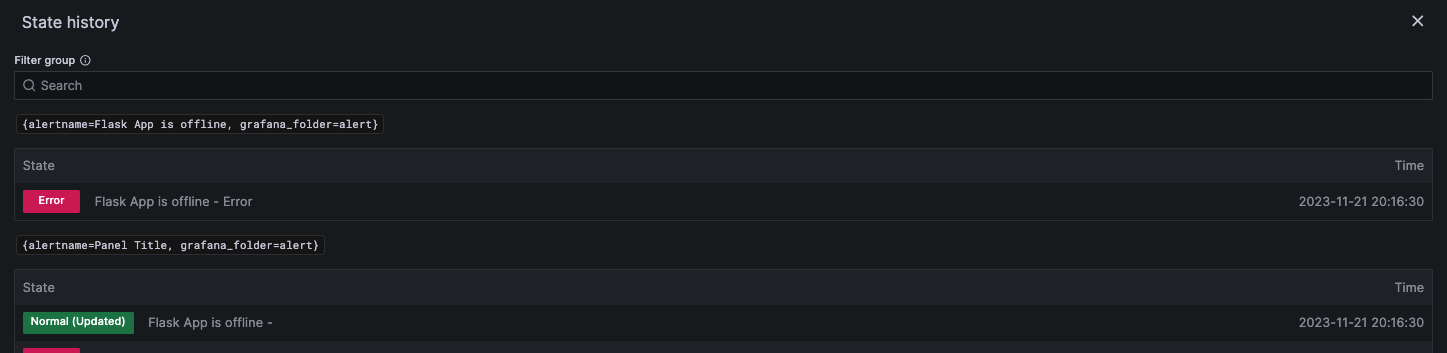 State history
Filter group
Search
{alertname=Flask App is offline, grafana_folder=alert}
State Time
Error Flask App is offline - Error 2023-11-21 20:16:30
{alertname=Panel Title, grafana_folder=alert}
State Time
Normal (Updated) Flask App is offline - 2023-11-21 20:16:30